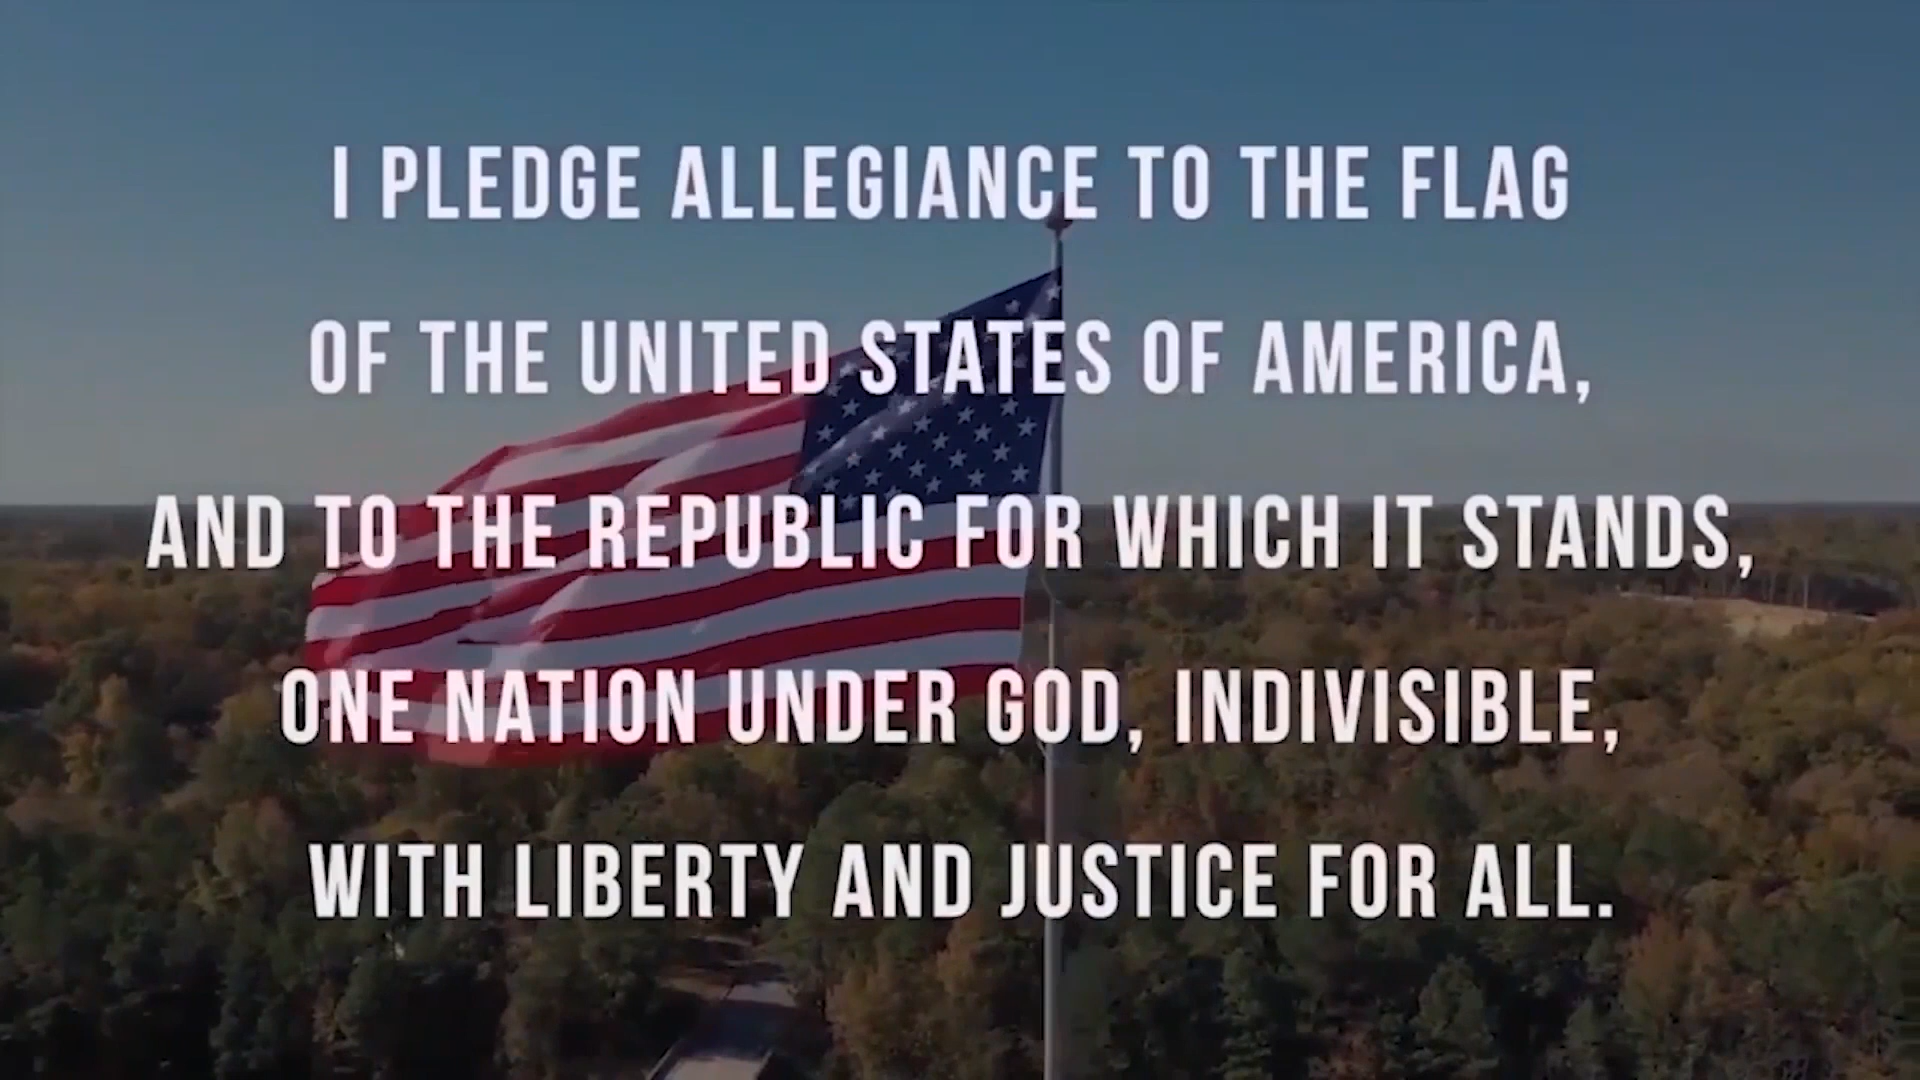 I PLEDGE ALLEGIANCE TO THE FLAG
OF THE UNITED STATES OF AMERICA,
AND TO THE REPUBLIC FOR WHICH IT STANDS,
ONE NATION UNDER GOD, INDIVISIBLE,
WITH LIBERTY AND JUSTICE FOR ALL.